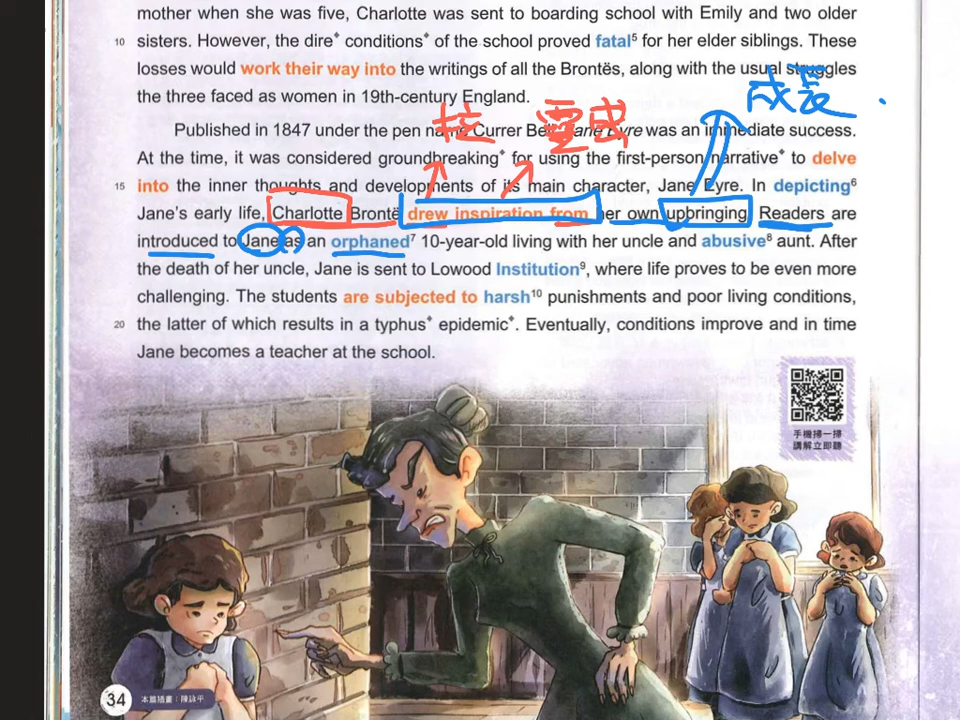 mother when she was five, Charlotte was sent to boarding school with Emily and two older
10 sisters. However, the dire⁺ conditions⁺ of the school proved fatal⁵ for her elder siblings. These
losses would work their way into the writings of all the Brontës, along with the usual struggles
the three faced as women in 19th-century England.
成長
拉 靈感
Published in 1847 under the pen name Currer Bell, Jane Eyre was an immediate success.
At the time, it was considered groundbreaking⁺ for using the first-person narrative⁺ to delve
15 into the inner thoughts and developments of its main character, Jane Eyre. In depicting⁶
Jane's early life, Charlotte Brontë drew inspiration from her own upbringing. Readers are
introduced to Jane as an orphaned⁷ 10-year-old living with her uncle and abusive⁸ aunt. After
the death of her uncle, Jane is sent to Lowood Institution⁹, where life proves to be even more
challenging. The students are subjected to harsh¹⁰ punishments and poor living conditions,
20 the latter of which results in a typhus⁺ epidemic⁺. Eventually, conditions improve and in time
Jane becomes a teacher at the school.
手機掃一掃
講解立即聽
34 本篇插畫：陳詠平